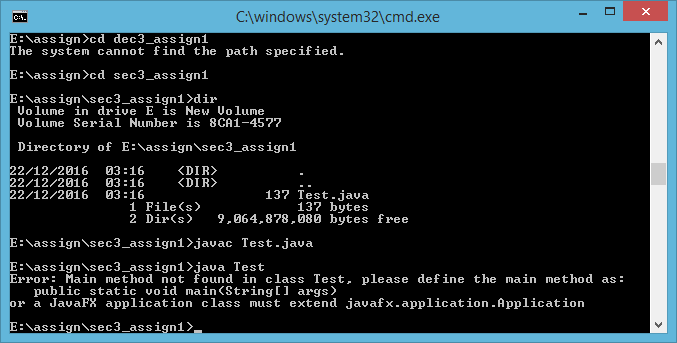 C:\windows\system32\cmd.exe
E:\assign>cd dec3_assign1
The system cannot find the path specified.
E:\assign>cd sec3_assign1
E:\assign\sec3_assign1>dir
Volume in drive E is New Volume
Volume Serial Number is 8CA1-4577
Directory of E:\assign\sec3_assign1
22/12/2016  03:16    <DIR>          .
22/12/2016  03:16    <DIR>          ..
22/12/2016  03:16               137 Test.java
1 File(s)            137 bytes
2 Dir(s)   9,064,878,080 bytes free
E:\assign\sec3_assign1>javac Test.java
E:\assign\sec3_assign1>java Test
Error: Main method not found in class Test, please define the main method as:
public static void main(String[] args)
or a JavaFX application class must extend javafx.application.Application
E:\assign\sec3_assign1>_